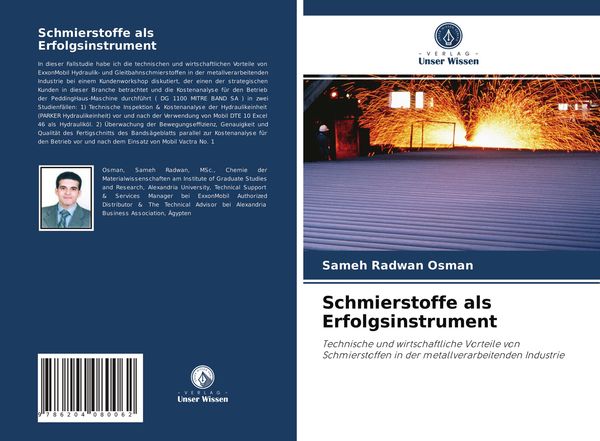 Schmierstoffe als
Erfolgsinstrument
In dieser Fallstudie habe ich die technischen und wirtschaftlichen Vorteile von
ExxonMobil Hydraulik- und Gleitbahnschmierstoffen in der metallverarbeitenden
Industrie bei einem Kundenworkshop diskutiert, der einen der strategischen
Kunden in dieser Branche betrachtet und die Kostenanalyse für den Betrieb
der PeddingHaus-Maschine durchführt ( DG 1100 MITRE BAND SA ) in zwei
Studienfällen: 1) Technische Inspektion & Kostenanalyse der Hydraulikeinheit
(PARKER Hydraulikeinheit) vor und nach der Verwendung von Mobil DTE 10 Excel
46 als Hydrauliköl. 2) Überwachung der Bewegungseffizienz, Genauigkeit und
Qualität des Fertigschnitts des Bandsägeblatts parallel zur Kostenanalyse für
den Betrieb vor und nach dem Einsatz von Mobil Vactra No. 1
Osman, Sameh Radwan, MSc., Chemie der
Materialwissenschaften am Institute of Graduate Studies
and Research, Alexandria University, Technical Support
& Services Manager bei ExxonMobil Authorized
Distributor & The Technical Advisor bei Alexandria
Business Association, Ägypten
9 786204 080062
VERLAG
Unser Wissen
VERLAG
Unser Wissen
Sameh Radwan Osman
Schmierstoffe als
Erfolgsinstrument
Technische und wirtschaftliche Vorteile von
Schmierstoffen in der metallverarbeitenden Industrie